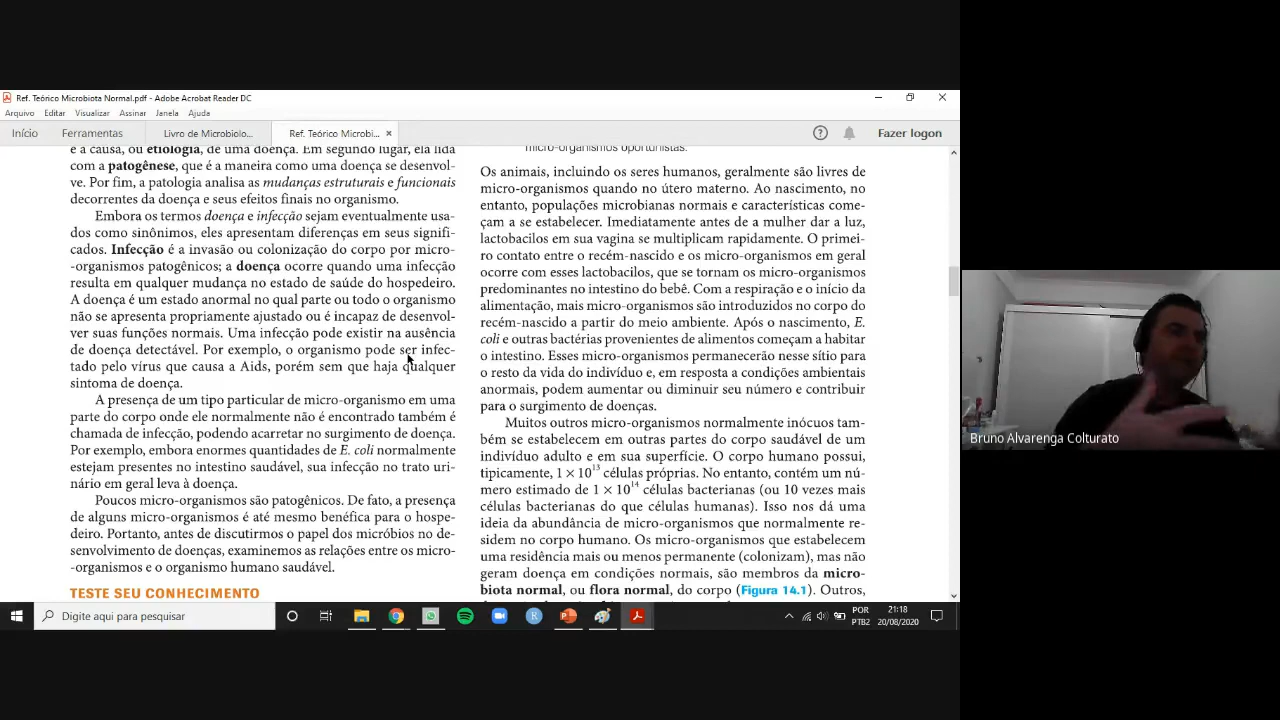 Ref. Teórico Microbiota Normal.pdf - Adobe Acrobat Reader DC
Arquivo Editar Visualizar Assinar Janela Ajuda
Início Ferramentas Livro de Microbiolo... Ref. Teórico Microbi... × Fazer logon
e a causa, ou etiologia, de uma doença. Em segundo lugar, ela lida
com a patogênese, que é a maneira como uma doença se desenvol-
ve. Por fim, a patologia analisa as mudanças estruturais e funcionais
decorrentes da doença e seus efeitos finais no organismo.
Embora os termos doença e infecção sejam eventualmente usa-
dos como sinônimos, eles apresentam diferenças em seus signifi-
cados. Infecção é a invasão ou colonização do corpo por micro-
-organismos patogênicos; a doença ocorre quando uma infecção
resulta em qualquer mudança no estado de saúde do hospedeiro.
A doença é um estado anormal no qual parte ou todo o organismo
não se apresenta propriamente ajustado ou é incapaz de desenvol-
ver suas funções normais. Uma infecção pode existir na ausência
de doença detectável. Por exemplo, o organismo pode ser infec-
tado pelo vírus que causa a Aids, porém sem que haja qualquer
sintoma de doença.
A presença de um tipo particular de micro-organismo em uma
parte do corpo onde ele normalmente não é encontrado também é
chamada de infecção, podendo acarretar no surgimento de doença.
Por exemplo, embora enormes quantidades de E. coli normalmente
estejam presentes no intestino saudável, sua infecção no trato uri-
nário em geral leva à doença.
Poucos micro-organismos são patogênicos. De fato, a presença
de alguns micro-organismos é até mesmo benéfica para o hospe-
deiro. Portanto, antes de discutirmos o papel dos micróbios no de-
senvolvimento de doenças, examinemos as relações entre os micro-
-organismos e o organismo humano saudável.
TESTE SEU CONHECIMENTO
micro-organismos oportunistas.
Os animais, incluindo os seres humanos, geralmente são livres de
micro-organismos quando no útero materno. Ao nascimento, no
entanto, populações microbianas normais e características come-
çam a se estabelecer. Imediatamente antes de a mulher dar a luz,
lactobacilos em sua vagina se multiplicam rapidamente. O primei-
ro contato entre o recém-nascido e os micro-organismos em geral
ocorre com esses lactobacilos, que se tornam os micro-organismos
predominantes no intestino do bebê. Com a respiração e o início da
alimentação, mais micro-organismos são introduzidos no corpo do
recém-nascido a partir do meio ambiente. Após o nascimento, E.
coli e outras bactérias provenientes de alimentos começam a habitar
o intestino. Esses micro-organismos permanecerão nesse sítio para
o resto da vida do indivíduo e, em resposta a condições ambientais
anormais, podem aumentar ou diminuir seu número e contribuir
para o surgimento de doenças.
Muitos outros micro-organismos normalmente inócuos tam-
bém se estabelecem em outras partes do corpo saudável de um
indivíduo adulto e em sua superfície. O corpo humano possui,
tipicamente, 1 × 10¹³ células próprias. No entanto, contém um nú-
mero estimado de 1 × 10¹⁴ células bacterianas (ou 10 vezes mais
células bacterianas do que células humanas). Isso nos dá uma
ideia da abundância de micro-organismos que normalmente re-
sidem no corpo humano. Os micro-organismos que estabelecem
uma residência mais ou menos permanente (colonizam), mas não
geram doença em condições normais, são membros da micro-
biota normal, ou flora normal, do corpo (Figura 14.1). Outros,
Bruno Alvarenga Colturato
Digite aqui para pesquisar
POR
PTB2
21:18
20/08/2020